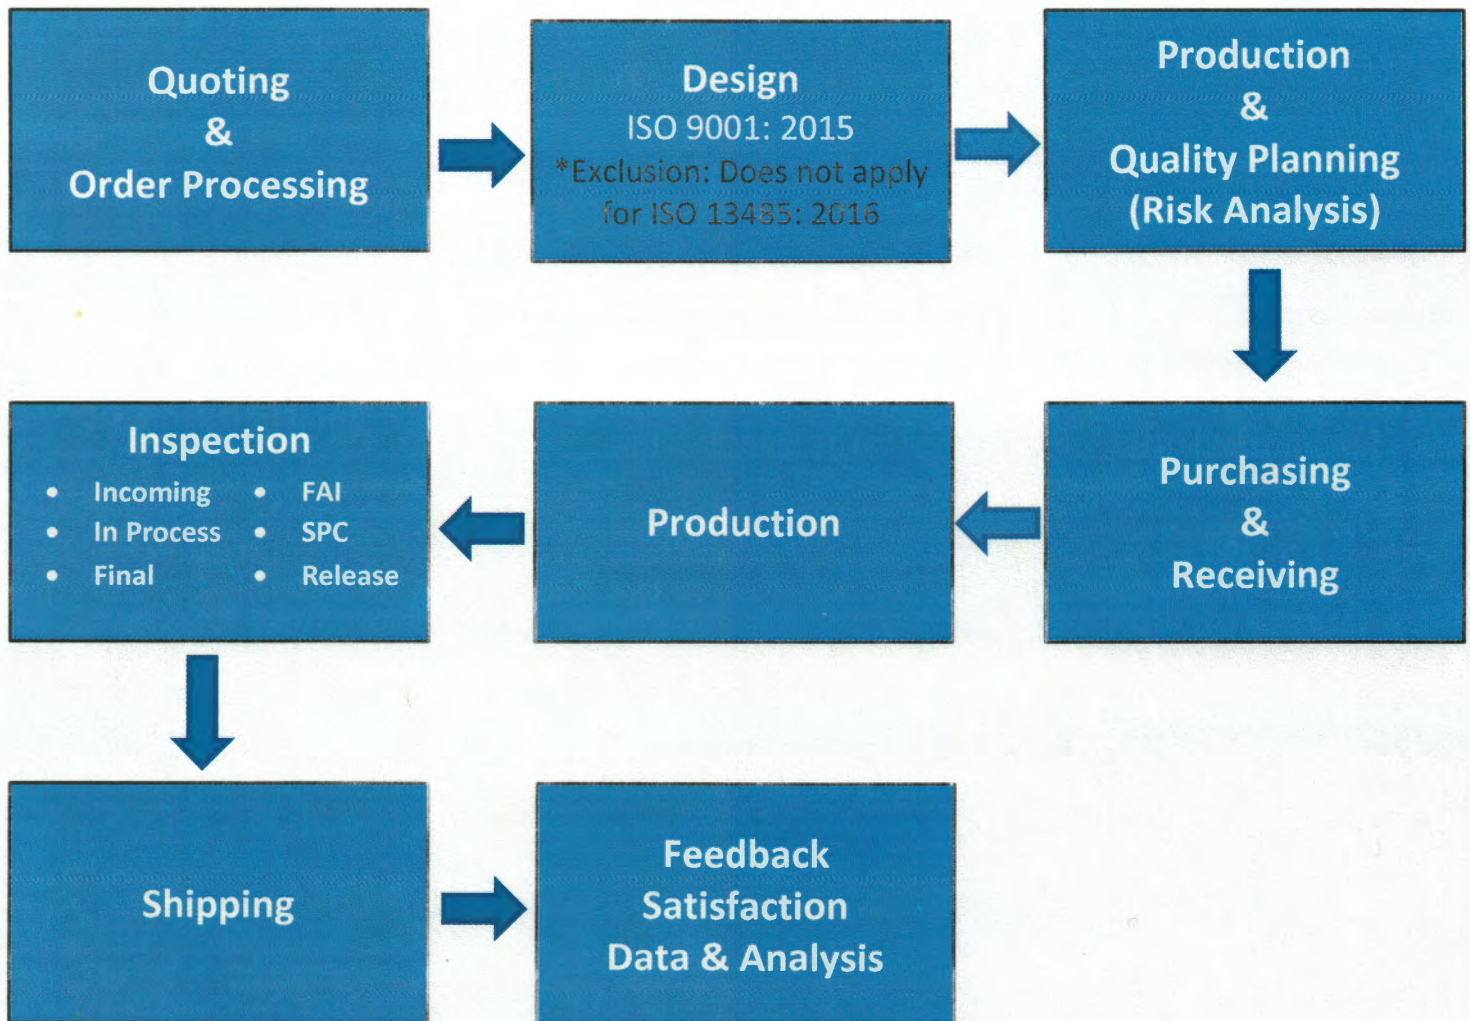 Quoting
&
Order Processing
Design
ISO 9001: 2015
*Exclusion: Does not apply
for ISO 13485: 2016
Production
&
Quality Planning
(Risk Analysis)
Purchasing
&
Receiving
Production
Inspection
• Incoming • FAI
• In Process • SPC
• Final • Release
Shipping
Feedback
Satisfaction
Data & Analysis